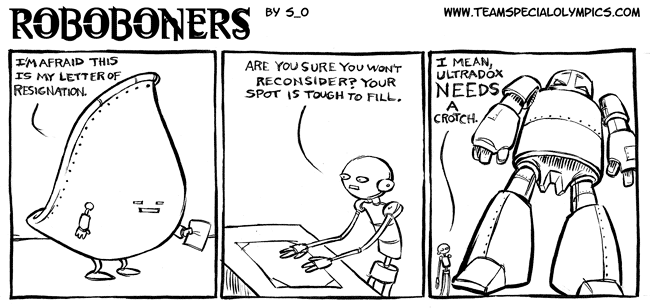 ROBOBONERS BY S_O WWW.TEAMSPECIALOLYMPICS.COM
I'M AFRAID THIS
IS MY LETTER OF
RESIGNATION.
ARE YOU SURE YOU WON'T
RECONSIDER? YOUR
SPOT IS TOUGH TO FILL.
I MEAN,
ULTRADOX
NEEDS
A
CROTCH.